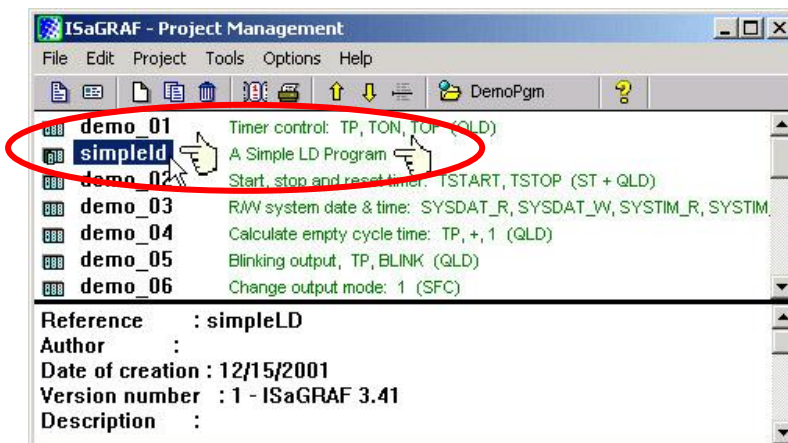 ISaGRAF - Project Management
File Edit Project Tools Options Help
DemoPgm
demo_01 Timer control: TP, TON, TOF (QLD)
simpleld A Simple LD Program
demo_02 Start, stop and reset timer: TSTART, TSTOP (ST + QLD)
demo_03 R/W system date & time: SYSDAT_R, SYSDAT_W, SYSTIM_R, SYSTIM_
demo_04 Calculate empty cycle time: TP, +, 1 (QLD)
demo_05 Blinking output, TP, BLINK (QLD)
demo_06 Change output mode: 1 (SFC)
Reference : simpleLD
Author :
Date of creation : 12/15/2001
Version number : 1 - ISaGRAF 3.41
Description :